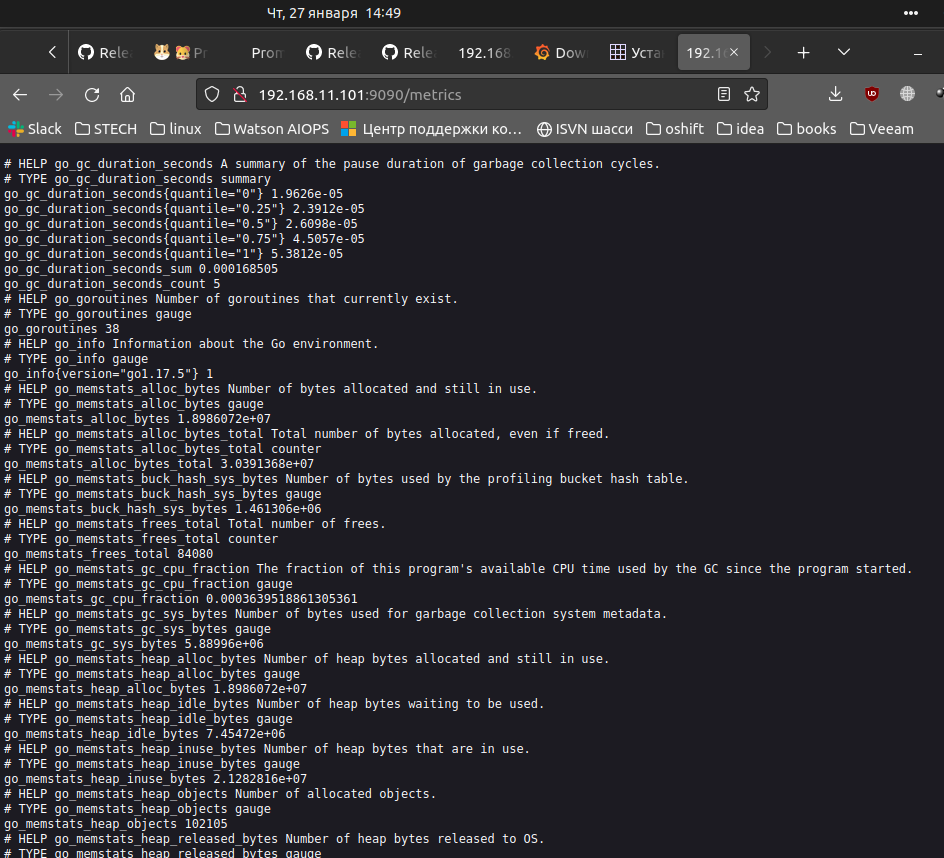 Чт, 27 января 14:49
Rele
Pr
Pron
Rele
Rele
192.168
Dow
Уста
192.1
192.168.11.101:9090/metrics
Slack
STECH
linux
Watson AIOPS
Центр поддержки ко...
ISVN шасси
oshift
idea
books
Veeam
# HELP go_gc_duration_seconds A summary of the pause duration of garbage collection cycles.
# TYPE go_gc_duration_seconds summary
go_gc_duration_seconds{quantile="0"} 1.9626e-05
go_gc_duration_seconds{quantile="0.25"} 2.3912e-05
go_gc_duration_seconds{quantile="0.5"} 2.6098e-05
go_gc_duration_seconds{quantile="0.75"} 4.5057e-05
go_gc_duration_seconds{quantile="1"} 5.3812e-05
go_gc_duration_seconds_sum 0.000168505
go_gc_duration_seconds_count 5
# HELP go_goroutines Number of goroutines that currently exist.
# TYPE go_goroutines gauge
go_goroutines 38
# HELP go_info Information about the Go environment.
# TYPE go_info gauge
go_info{version="go1.17.5"} 1
# HELP go_memstats_alloc_bytes Number of bytes allocated and still in use.
# TYPE go_memstats_alloc_bytes gauge
go_memstats_alloc_bytes 1.8986072e+07
# HELP go_memstats_alloc_bytes_total Total number of bytes allocated, even if freed.
# TYPE go_memstats_alloc_bytes_total counter
go_memstats_alloc_bytes_total 3.0391368e+07
# HELP go_memstats_buck_hash_sys_bytes Number of bytes used by the profiling bucket hash table.
# TYPE go_memstats_buck_hash_sys_bytes gauge
go_memstats_buck_hash_sys_bytes 1.461306e+06
# HELP go_memstats_frees_total Total number of frees.
# TYPE go_memstats_frees_total counter
go_memstats_frees_total 84080
# HELP go_memstats_gc_cpu_fraction The fraction of this program's available CPU time used by the GC since the program started.
# TYPE go_memstats_gc_cpu_fraction gauge
go_memstats_gc_cpu_fraction 0.0003639518861305361
# HELP go_memstats_gc_sys_bytes Number of bytes used for garbage collection system metadata.
# TYPE go_memstats_gc_sys_bytes gauge
go_memstats_gc_sys_bytes 5.88996e+06
# HELP go_memstats_heap_alloc_bytes Number of heap bytes allocated and still in use.
# TYPE go_memstats_heap_alloc_bytes gauge
go_memstats_heap_alloc_bytes 1.8986072e+07
# HELP go_memstats_heap_idle_bytes Number of heap bytes waiting to be used.
# TYPE go_memstats_heap_idle_bytes gauge
go_memstats_heap_idle_bytes 7.45472e+06
# HELP go_memstats_heap_inuse_bytes Number of heap bytes that are in use.
# TYPE go_memstats_heap_inuse_bytes gauge
go_memstats_heap_inuse_bytes 2.1282816e+07
# HELP go_memstats_heap_objects Number of allocated objects.
# TYPE go_memstats_heap_objects gauge
go_memstats_heap_objects 102105
# HELP go_memstats_heap_released_bytes Number of heap bytes released to OS.
# TYPE go_memstats_heap_released_bytes gauge